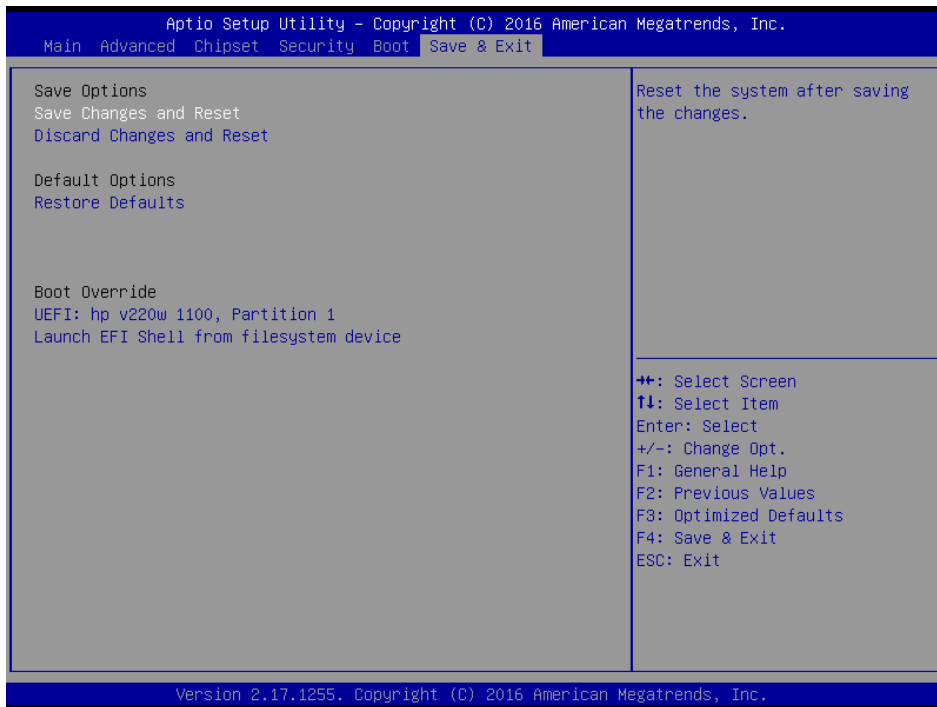 Aptio Setup Utility – Copyright (C) 2016 American Megatrends, Inc.
Main Advanced Chipset Security Boot Save & Exit
Save Options
Save Changes and Reset
Discard Changes and Reset
Default Options
Restore Defaults
Boot Override
UEFI: hp v220w 1100, Partition 1
Launch EFI Shell from filesystem device
Reset the system after saving
the changes.
→←: Select Screen
↑↓: Select Item
Enter: Select
+/-: Change Opt.
F1: General Help
F2: Previous Values
F3: Optimized Defaults
F4: Save & Exit
ESC: Exit
Version 2.17.1255. Copyright (C) 2016 American Megatrends, Inc.